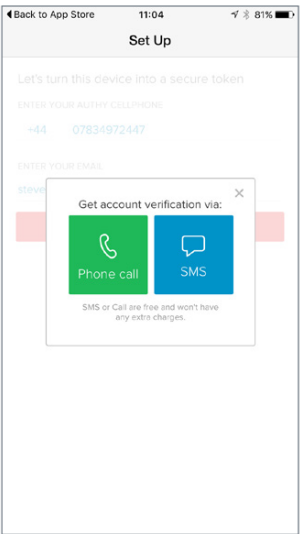 Back to App Store 11:04 81%
Set Up
Let's turn this device into a secure token
ENTER YOUR AUTHY CELLPHONE
+44 07834972447
ENTER YOUR EMAIL
steve
Get account verification via:
Phone call
SMS
SMS or Call are free and won't have
any extra charges.